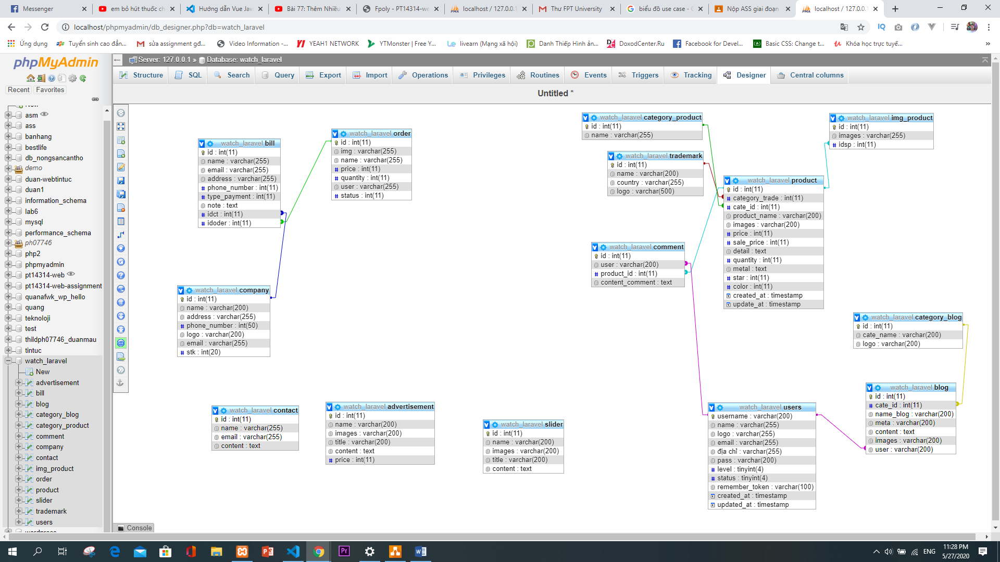 Messenger
em bỏ hút thuốc ch
Hướng dẫn Vue Jav
Bài 77: Thêm Nhiều
Fpoly - PT14314-we
localhost / 127.0.0.1
Thư FPT University
biểu đồ use case - G
Nộp ASS giai đoạn
localhost / 127.0.0.1
localhost/phpmyadmin/db_designer.php?db=watch_laravel
Ứng dụng
Tuyển sinh cao đẳn...
sửa assignment gđ...
Video Information -...
YEAH1 NETWORK
YTMonster | Free Y...
livearn (Mạng xã hội)
Danh Thiếp Hình ản...
DoxodCenter.Ru
Facebook for Devel...
Basic CSS: Change t...
Khóa học trực tuyế...
phpMyAdmin
Recent
Favorites
New
asm
ass
banhang
bestlife
db_nongsancantho
demo
duan-webtintuc
duan1
information_schema
lab6
mysql
performance_schema
ph07746
php2
phpmyadmin
pt14314-web
pt14314-web-assignment
quanafwk_wp_hello
quang
teknoloji
test
thildph07746_duanmau
tintuc
watch_laravel
New
advertisement
bill
blog
category_blog
category_product
comment
company
contact
img_product
order
product
slider
trademark
users
wordpress
Server: 127.0.0.1 » Database: watch_laravel
Structure
SQL
Search
Query
Export
Import
Operations
Privileges
Routines
Events
Triggers
Tracking
Designer
Central columns
Untitled *
watch_laravel bill
id : int(11)
name : varchar(255)
email : varchar(255)
address : varchar(255)
phone_number : int(11)
type_payment : int(11)
note : text
idct : int(11)
idoder : int(11)
watch_laravel order
id : int(11)
img : varchar(255)
name : varchar(255)
price : int(11)
quantity : int(11)
user : varchar(255)
status : int(11)
watch_laravel category_product
id : int(11)
name : varchar(255)
watch_laravel img_product
id : int(11)
images : varchar(255)
idsp : int(11)
watch_laravel trademark
id : int(11)
name : varchar(200)
country : varchar(255)
logo : varchar(500)
watch_laravel product
id : int(11)
category_trade : int(11)
cate_id : int(11)
product_name : varchar(200)
images : varchar(200)
price : int(11)
sale_price : int(11)
detail : text
quantity : int(11)
metal : text
star : int(11)
color : int(11)
created_at : timestamp
update_at : timestamp
watch_laravel comment
id : int(11)
user : varchar(200)
product_id : int(11)
content_comment : text
watch_laravel company
id : int(11)
name : varchar(200)
address : varchar(255)
phone_number : int(50)
logo : varchar(200)
email : varchar(255)
stk : int(20)
watch_laravel category_blog
id : int(11)
cate_name : varchar(200)
logo : varchar(200)
watch_laravel blog
id : int(11)
cate_id : int(11)
name_blog : varchar(200)
meta : varchar(200)
content : text
images : varchar(200)
user : varchar(200)
watch_laravel contact
id : int(11)
name : varchar(255)
email : varchar(255)
content : text
watch_laravel advertisement
id : int(11)
name : varchar(200)
images : varchar(200)
title : varchar(200)
content : text
price : int(11)
watch_laravel slider
id : int(11)
name : varchar(200)
images : varchar(200)
title : varchar(200)
content : text
watch_laravel users
username : varchar(200)
name : varchar(255)
logo : varchar(255)
email : varchar(255)
địa chỉ : varchar(255)
pass : varchar(200)
level : tinyint(4)
status : tinyint(4)
remember_token : varchar(100)
created_at : timestamp
updated_at : timestamp
Console
ENG
11:28 PM
5/27/2020